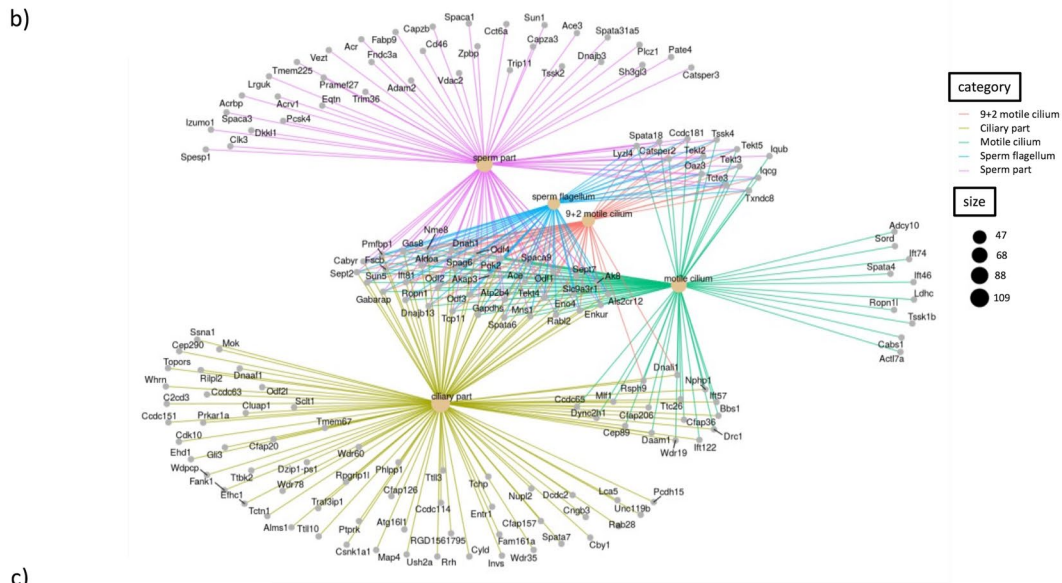 b)
Spaca1
Sun1
Capzb
Cct6a
Ace3
Fabp9
Spata31a5
Acr
Cd46
Capza3
Plcz1
Pate4
Vezt
Fndc3a
Zpbp
Dnajb3
Tmem225
Trip11
Tssk2
Sh3gl3
Catsper3
Lrguk
Pramef27
Adam2
Vdac2
Acrbp
Acrv1
Eqtn
Trim36
Izumo1
Spaca3
Pcsk4
Dkkl1
Clk3
Spesp1
sperm part
category
9+2 motile cilium
Ciliary part
Motile cilium
Sperm flagellum
Sperm part
size
47
68
88
109
Spata18
Ccdc181
Tssk4
Lyzl4
Catsper2
Tekt2
Tekt5
Iqub
Oaz3
Tekt3
Tcte3
Iqcg
Txndc8
sperm flagellum
9+2 motile cilium
Nme8
Pmfbp1
Gas8
Dnah1
Odf4
Cabyr
Fscb
Aldoa
Spag6
Pgk2
Spaca9
Sept2
Sun5
Ift81
Odf2
Akap3
Ace
Odf1
Sept7
Ak8
Gabarap
Ropn1
Odf3
Atp2b4
Tekt4
Slc9a3r1
Dnajb13
Tcp11
Gapdhs
Mns1
Eno4
Als2cr12
Spata6
Rabl2
Enkur
motile cilium
Adcy10
Sord
Ift74
Spata4
Ift46
Ldhc
Ropn1l
Tssk1b
Cabs1
Actl7a
Ssna1
Cep290
Mok
Topors
Rilpl2
Dnaaf1
Whrn
Ccdc63
Odf2l
C2cd3
Cluap1
Sclt1
Ccdc151
Prkar1a
Tmem67
Cdk10
Cfap20
Ehd1
Gli3
Wdr60
Wdpcp
Fank1
Ttbk2
Dzip1-ps1
Rpgrip1l
Phlpp1
Efhc1
Wdr78
Cfap126
Tctn1
Traf3ip1
Alms1
Ttll10
Ptprk
Atg16l1
Ccdc114
Csnk1a1
Map4
RGD1561795
Ush2a
Rrh
Cyld
Invs
Wdr35
ciliary part
Ttll3
Tchp
Entr1
Nupl2
Dcdc2
Cngb3
Lca5
Unc119b
Pcdh15
Rab28
Cfap157
Fam161a
Spata7
Cby1
Dnali1
Rsph9
Nphp1
Ccdc65
Mlf1
Ift57
Dync2li1
Cfap206
Ttc26
Bbs1
Cep89
Cfap36
Daam1
Drc1
Wdr19
Ift122
c)